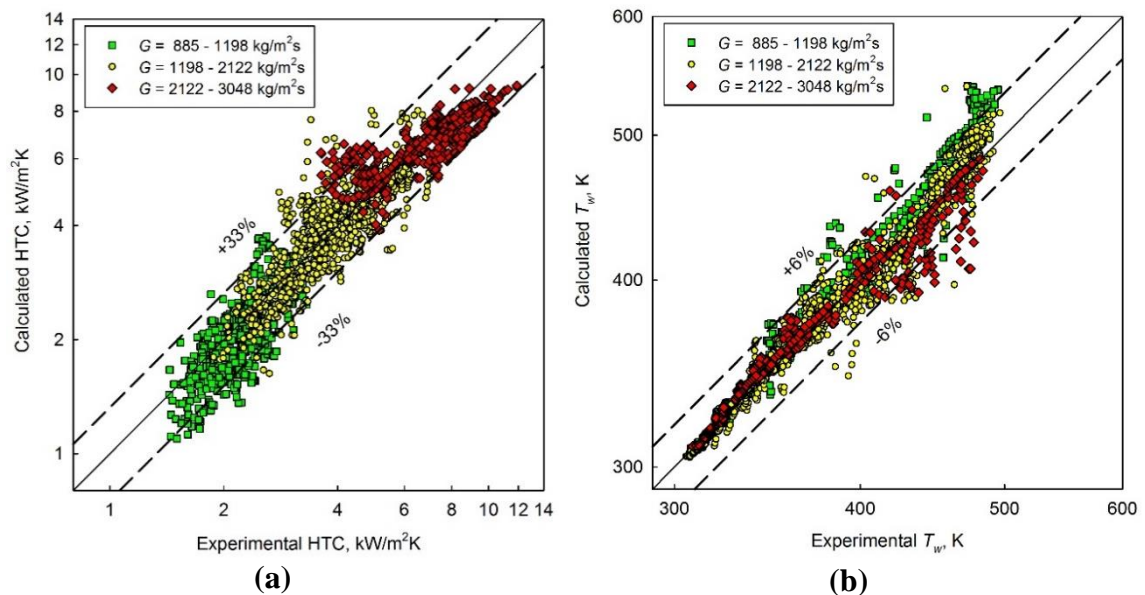 14
12
10
8
6
4
2
1
Calculated HTC, kW/m²K
G = 885 - 1198 kg/m²s
G = 1198 - 2122 kg/m²s
G = 2122 - 3048 kg/m²s
+33%
-33%
1 2 4 6 8 10 12 14
Experimental HTC, kW/m²K
(a)
600
500
400
300
Calculated Tw, K
G = 885 - 1198 kg/m²s
G = 1198 - 2122 kg/m²s
G = 2122 - 3048 kg/m²s
+6%
-6%
300 400 500 600
Experimental Tw, K
(b)